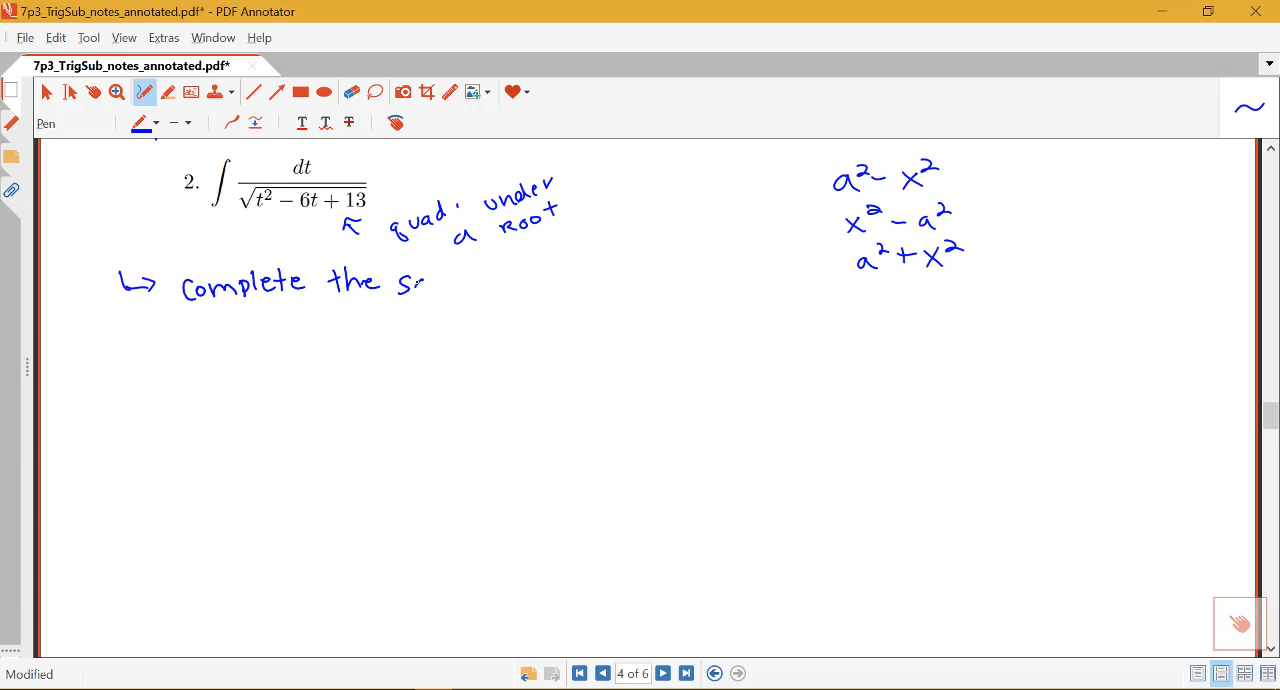 7p3_TrigSub_notes_annotated.pdf* - PDF Annotator
File Edit Tool View Extras Window Help
7p3_TrigSub_notes_annotated.pdf*
Pen
2. ∫ dt / √(t² − 6t + 13)
quad. under
a root
↳ complete the s
a² − x²
x² − a²
a² + x²
Modified
4 of 6